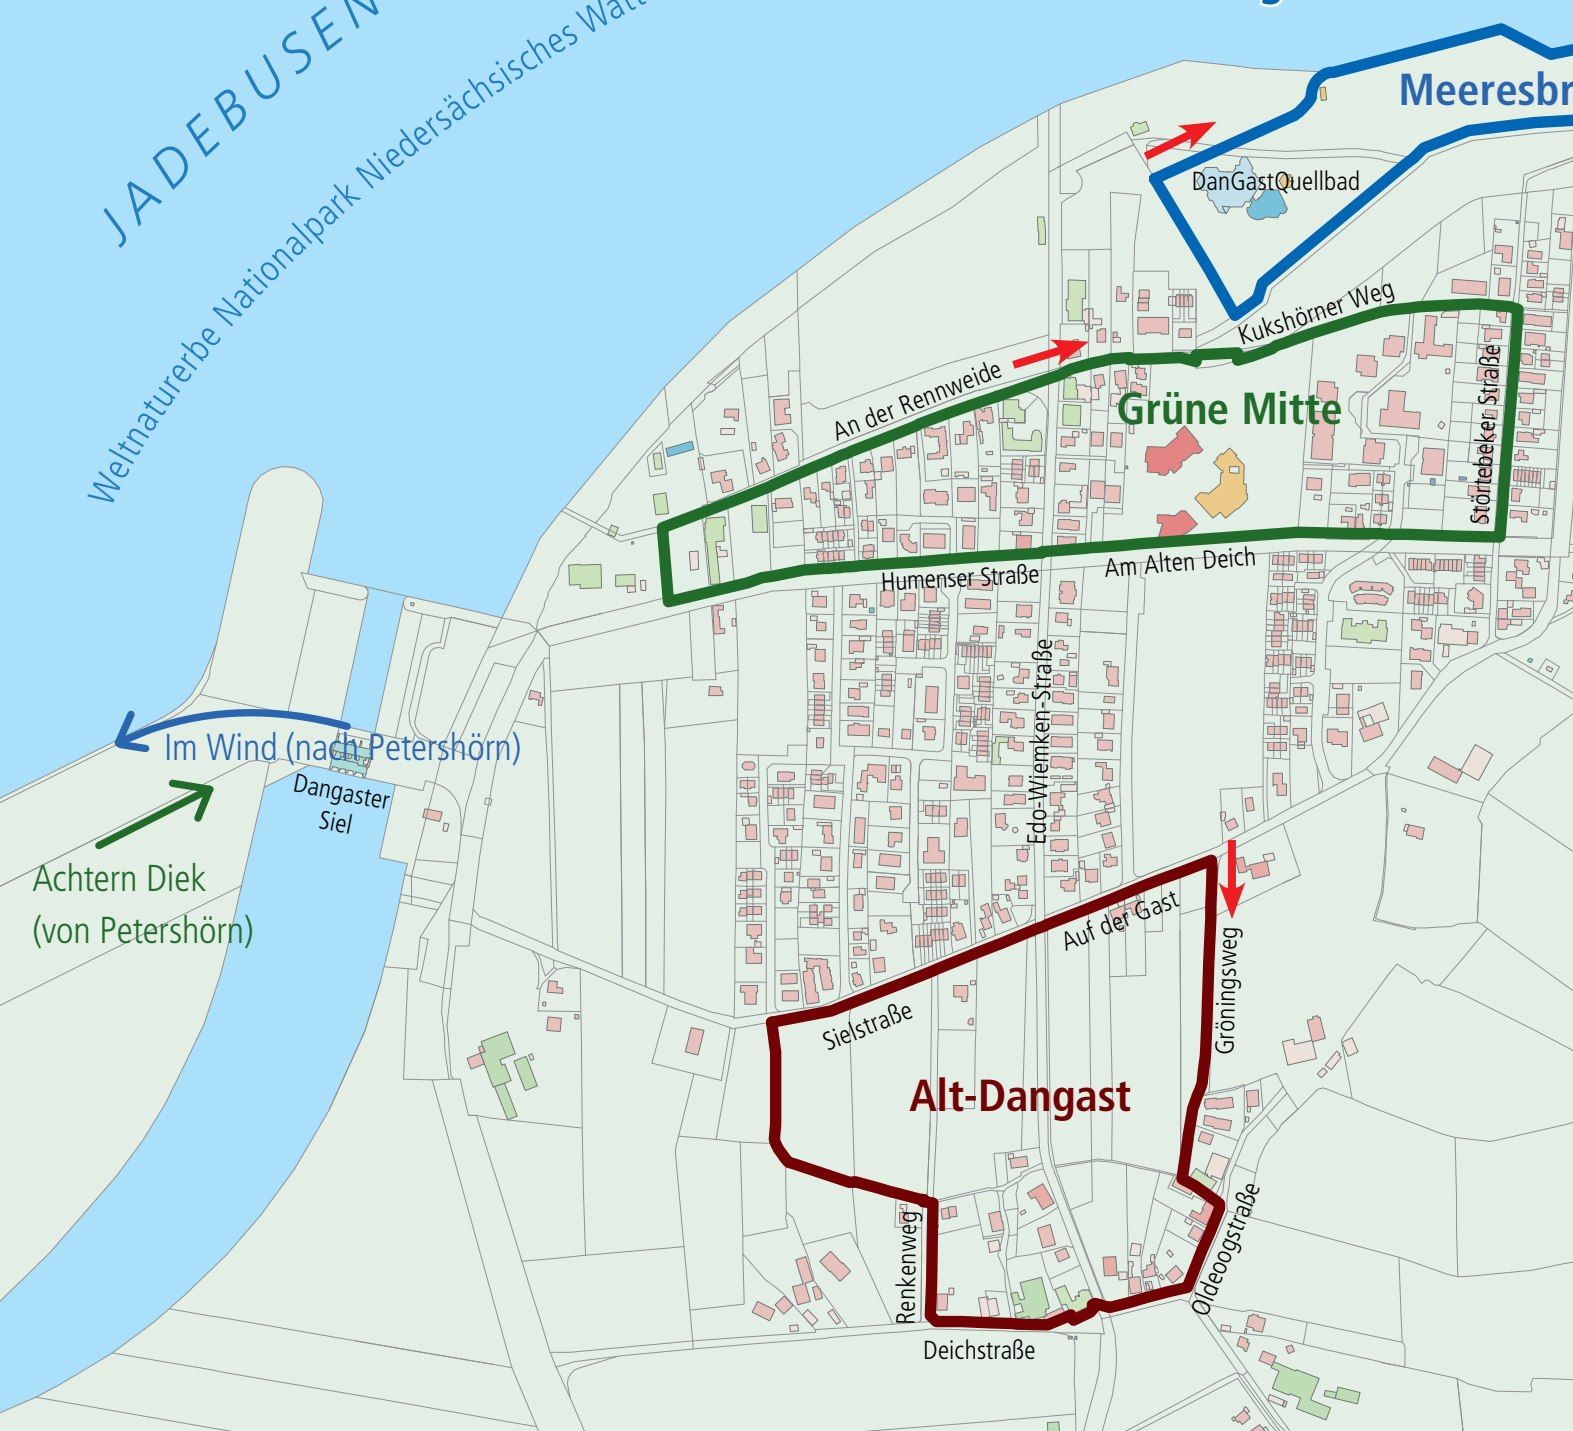 JADEBUSEN
Weltnaturerbe Nationalpark Niedersächsisches Watt
Meeresbr
DanGastQuellbad
Kukshörner Weg
An der Rennweide
Grüne Mitte
Störtebeker Straße
Humenser Straße
Am Alten Deich
Edo-Wiemken-Straße
Im Wind (nach Petershörn)
Dangaster
Siel
Achtern Diek
(von Petershörn)
Auf der Gast
Gröningsweg
Sielstraße
Alt-Dangast
Renkenweg
Oldeoogstraße
Deichstraße